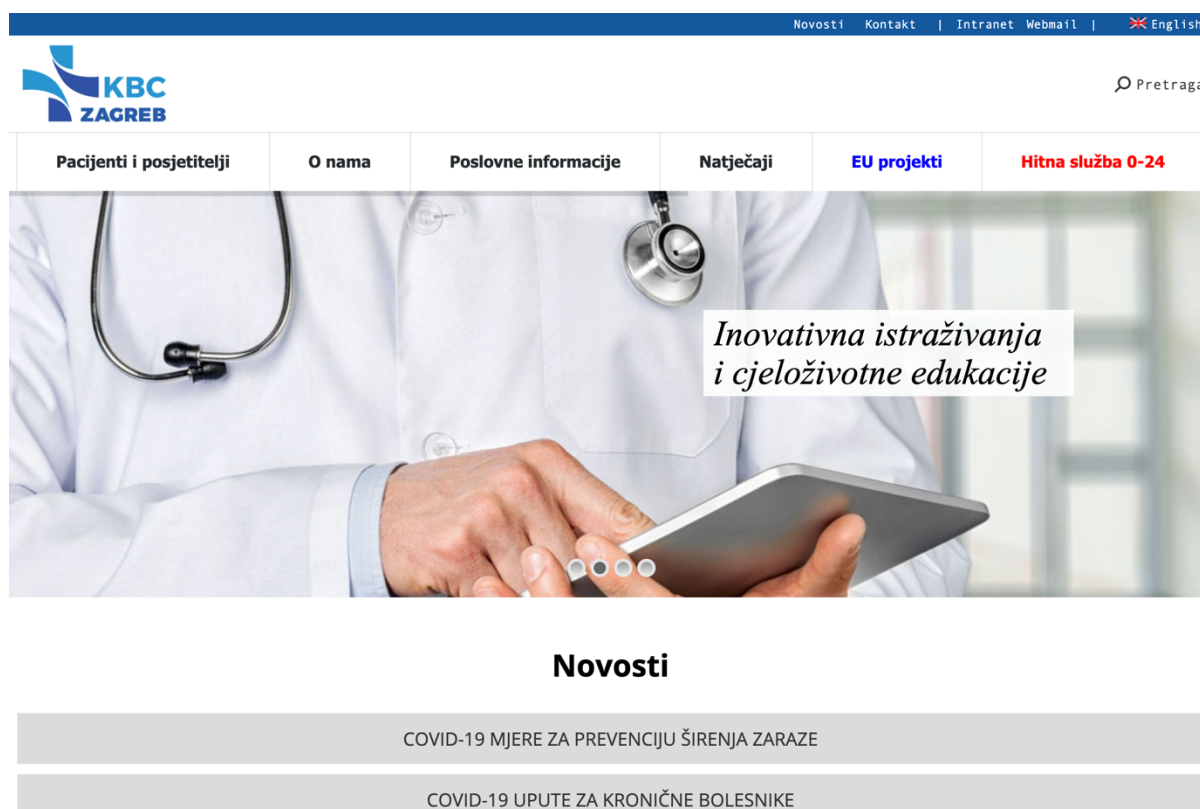 Novosti Kontakt | Intranet Webmail | English
KBC
ZAGREB
Pretraga
Pacijenti i posjetitelji O nama Poslovne informacije Natječaji EU projekti Hitna služba 0-24
Inovativna istraživanja
i cjeloživotne edukacije
Novosti
COVID-19 MJERE ZA PREVENCIJU ŠIRENJA ZARAZE
COVID-19 UPUTE ZA KRONIČNE BOLESNIKE